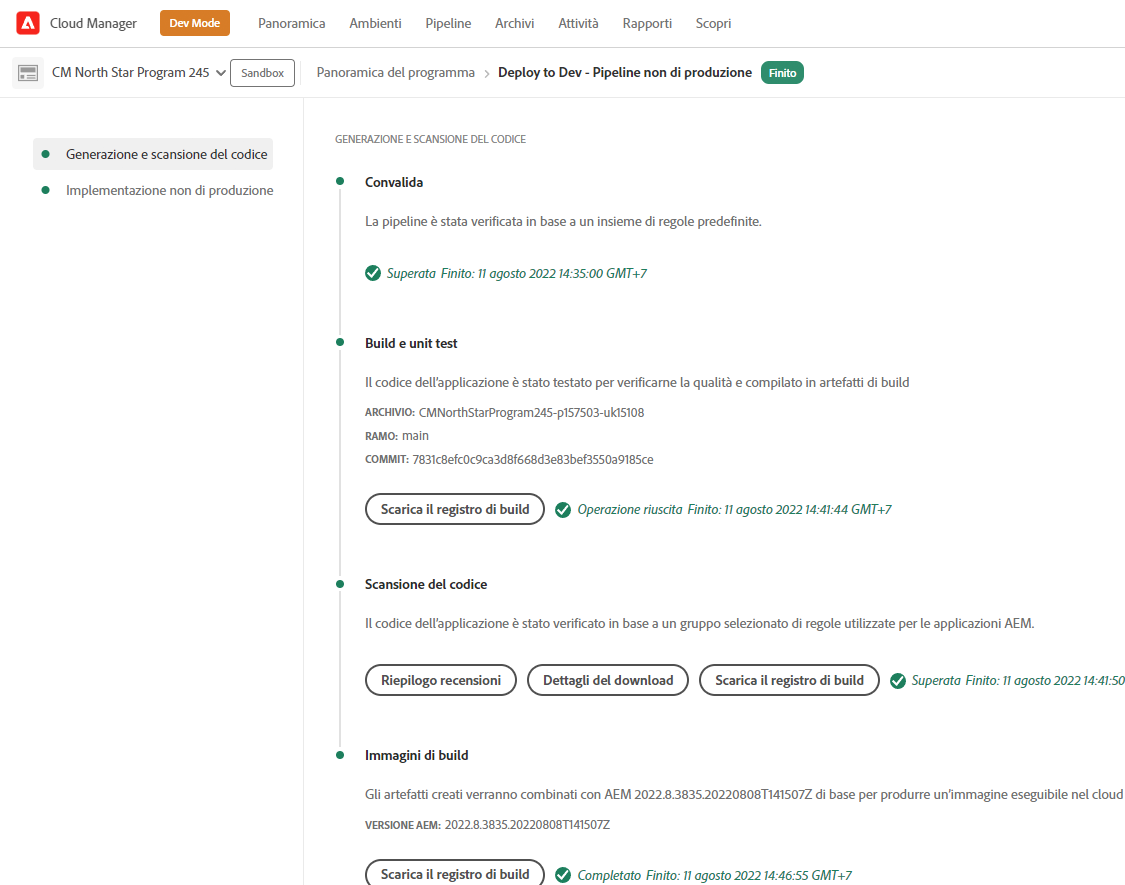 Cloud Manager Dev Mode Panoramica Ambienti Pipeline Archivi Attività Rapporti Scopri
CM North Star Program 245 Sandbox Panoramica del programma > Deploy to Dev - Pipeline non di produzione Finito
Generazione e scansione del codice
Implementazione non di produzione
GENERAZIONE E SCANSIONE DEL CODICE
Convalida
La pipeline è stata verificata in base a un insieme di regole predefinite.
Superata Finito: 11 agosto 2022 14:35:00 GMT+7
Build e unit test
Il codice dell'applicazione è stato testato per verificarne la qualità e compilato in artefatti di build
ARCHIVIO: CMNorthStarProgram245-p157503-uk15108
RAMO: main
COMMIT: 7831c8efc0c9ca3d8f668d3e83bef3550a9185ce
Scarica il registro di build Operazione riuscita Finito: 11 agosto 2022 14:41:44 GMT+7
Scansione del codice
Il codice dell'applicazione è stato verificato in base a un gruppo selezionato di regole utilizzate per le applicazioni AEM.
Riepilogo recensioni Dettagli del download Scarica il registro di build Superata Finito: 11 agosto 2022 14:41:50
Immagini di build
Gli artefatti creati verranno combinati con AEM 2022.8.3835.20220808T141507Z di base per produrre un'immagine eseguibile nel cloud
VERSIONE AEM: 2022.8.3835.20220808T141507Z
Scarica il registro di build Completato Finito: 11 agosto 2022 14:46:55 GMT+7